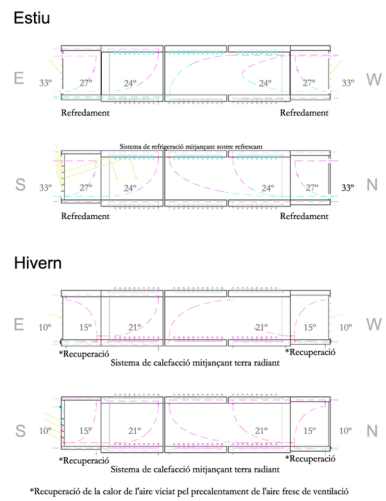 Estiu
E 33º 27º 24º 24º 27º 33º W
Refredament Refredament
Sistema de refrigeració mitjançant sostre refrescant
S 33º 27º 24º 24º 27º 33º N
Refredament Refredament
Hivern
E 10º 15º 21º 21º 15º 10º W
*Recuperació *Recuperació
Sistema de calefacció mitjançant terra radiant
S 10º 15º 21º 21º 15º 10º N
*Recuperació *Recuperació
Sistema de calefacció mitjançant terra radiant
*Recuperació de la calor de l'aire viciat pel precalentament de l'aire fresc de ventilació